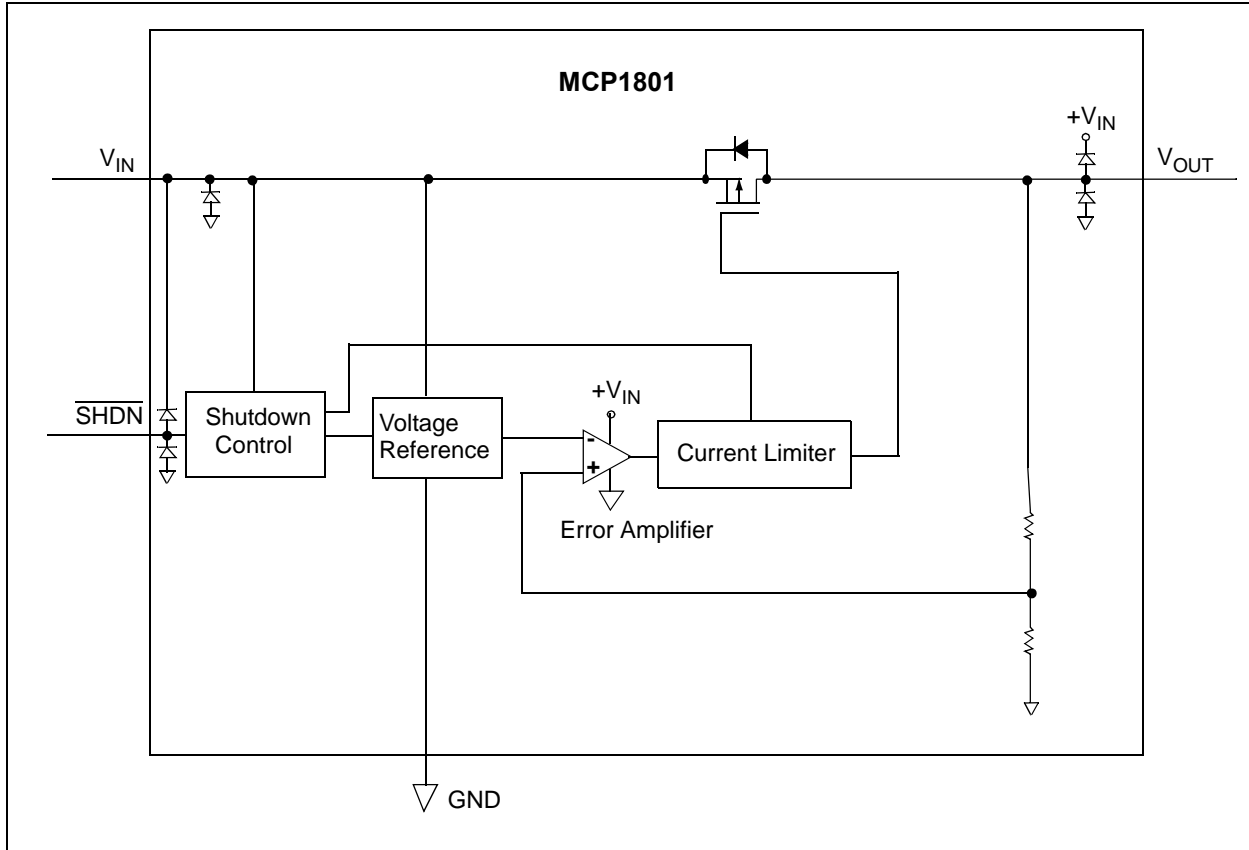 MCP1801
+VIN
VIN
VOUT
SHDN
Shutdown
Control
Voltage
Reference
+VIN
-
+
Current Limiter
Error Amplifier
GND